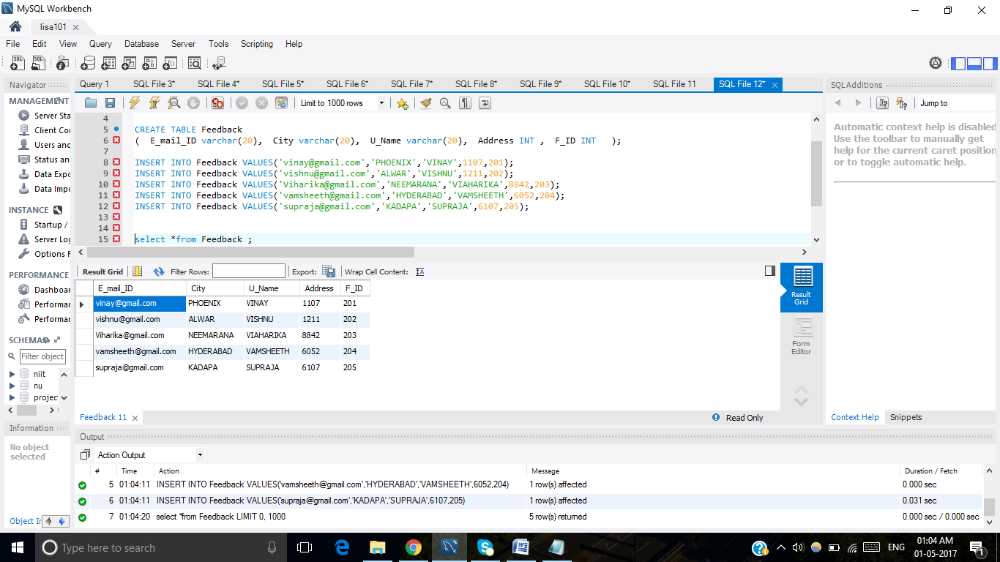 MySQL Workbench
lisa101
File Edit View Query Database Server Tools Scripting Help
Navigator
MANAGEMENT
Server Sta
Client Co
Users and
Status an
Data Expo
Data Impo
INSTANCE
Startup /
Server Log
Options F
PERFORMANCE
Dashboar
Performar
Performar
SCHEMAS
Filter object
niit
nu
project
Information
No object
selected
Object In
Query 1 SQL File 3* SQL File 4* SQL File 5* SQL File 6* SQL File 7* SQL File 8* SQL File 9* SQL File 10* SQL File 11 SQL File 12*
Limit to 1000 rows
4
5 CREATE TABLE Feedback
6 ( E_mail_ID varchar(20), City varchar(20), U_Name varchar(20), Address INT , F_ID INT );
7
8 INSERT INTO Feedback VALUES('vinay@gmail.com','PHOENIX','VINAY',1107,201);
9 INSERT INTO Feedback VALUES('vishnu@gmail.com','ALWAR','VISHNU',1211,202);
10 INSERT INTO Feedback VALUES('Viharika@gmail.com','NEEMARANA','VIAHARIKA',8842,203);
11 INSERT INTO Feedback VALUES('vamsheeth@gmail.com','HYDERABAD','VAMSHEETH',6052,204);
12 INSERT INTO Feedback VALUES('supraja@gmail.com','KADAPA','SUPRAJA',6107,205);
13
14
15 select *from Feedback ;
Result Grid Filter Rows: Export: Wrap Cell Content:
E_mail_ID City U_Name Address F_ID
vinay@gmail.com PHOENIX VINAY 1107 201
vishnu@gmail.com ALWAR VISHNU 1211 202
Viharika@gmail.com NEEMARANA VIAHARIKA 8842 203
vamsheeth@gmail.com HYDERABAD VAMSHEETH 6052 204
supraja@gmail.com KADAPA SUPRAJA 6107 205
Result
Grid
Form
Editor
Feedback 11
Read Only
SQLAdditions
Jump to
Automatic context help is disabled
Use the toolbar to manually get
help for the current caret position
or to toggle automatic help.
Context Help Snippets
Output
Action Output
# Time Action Message Duration / Fetch
5 01:04:11 INSERT INTO Feedback VALUES('vamsheeth@gmail.com','HYDERABAD','VAMSHEETH',6052,204) 1 row(s) affected 0.000 sec
6 01:04:11 INSERT INTO Feedback VALUES('supraja@gmail.com','KADAPA','SUPRAJA',6107,205) 1 row(s) affected 0.031 sec
7 01:04:20 select *from Feedback LIMIT 0, 1000 5 row(s) returned 0.000 sec / 0.000 sec
Type here to search
ENG
01:04 AM
01-05-2017
1